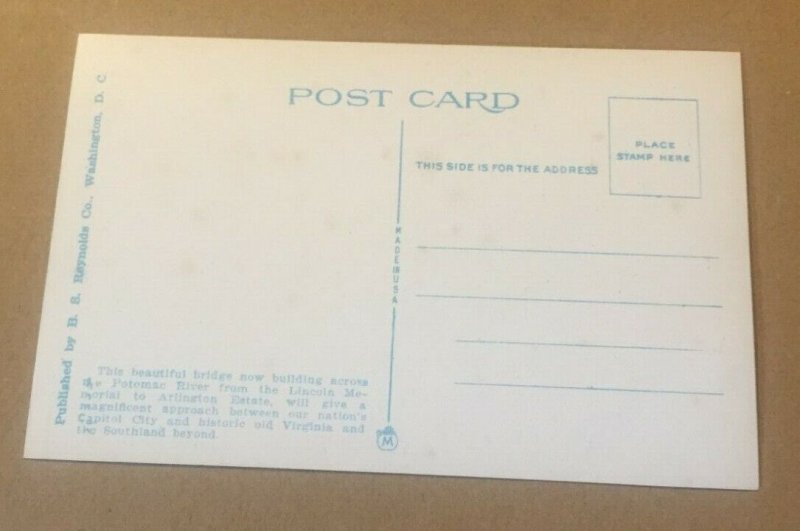 POST CARD
PLACE
STAMP HERE
THIS SIDE IS FOR THE ADDRESS
MADE IN USA
Published by B. S. Reynolds Co., Washington, D. C
This beautiful bridge now building across
the Potomac River from the Lincoln Me-
morial to Arlington Estate, will give a
magnificent approach between our nation's
Capitol City and historic old Virginia and
the Southland beyond.
M